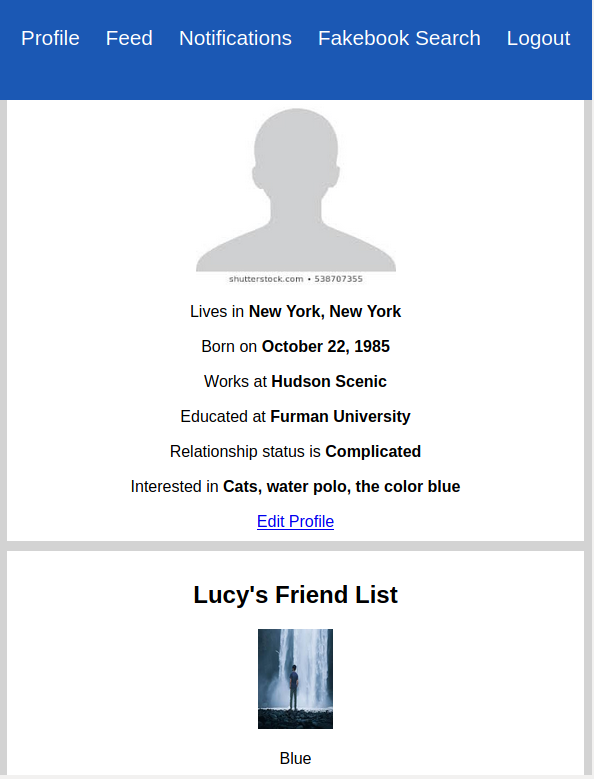 Profile Feed Notifications Fakebook Search Logout
shutterstock.com • 538707355
Lives in New York, New York
Born on October 22, 1985
Works at Hudson Scenic
Educated at Furman University
Relationship status is Complicated
Interested in Cats, water polo, the color blue
Edit Profile
Lucy's Friend List
Blue